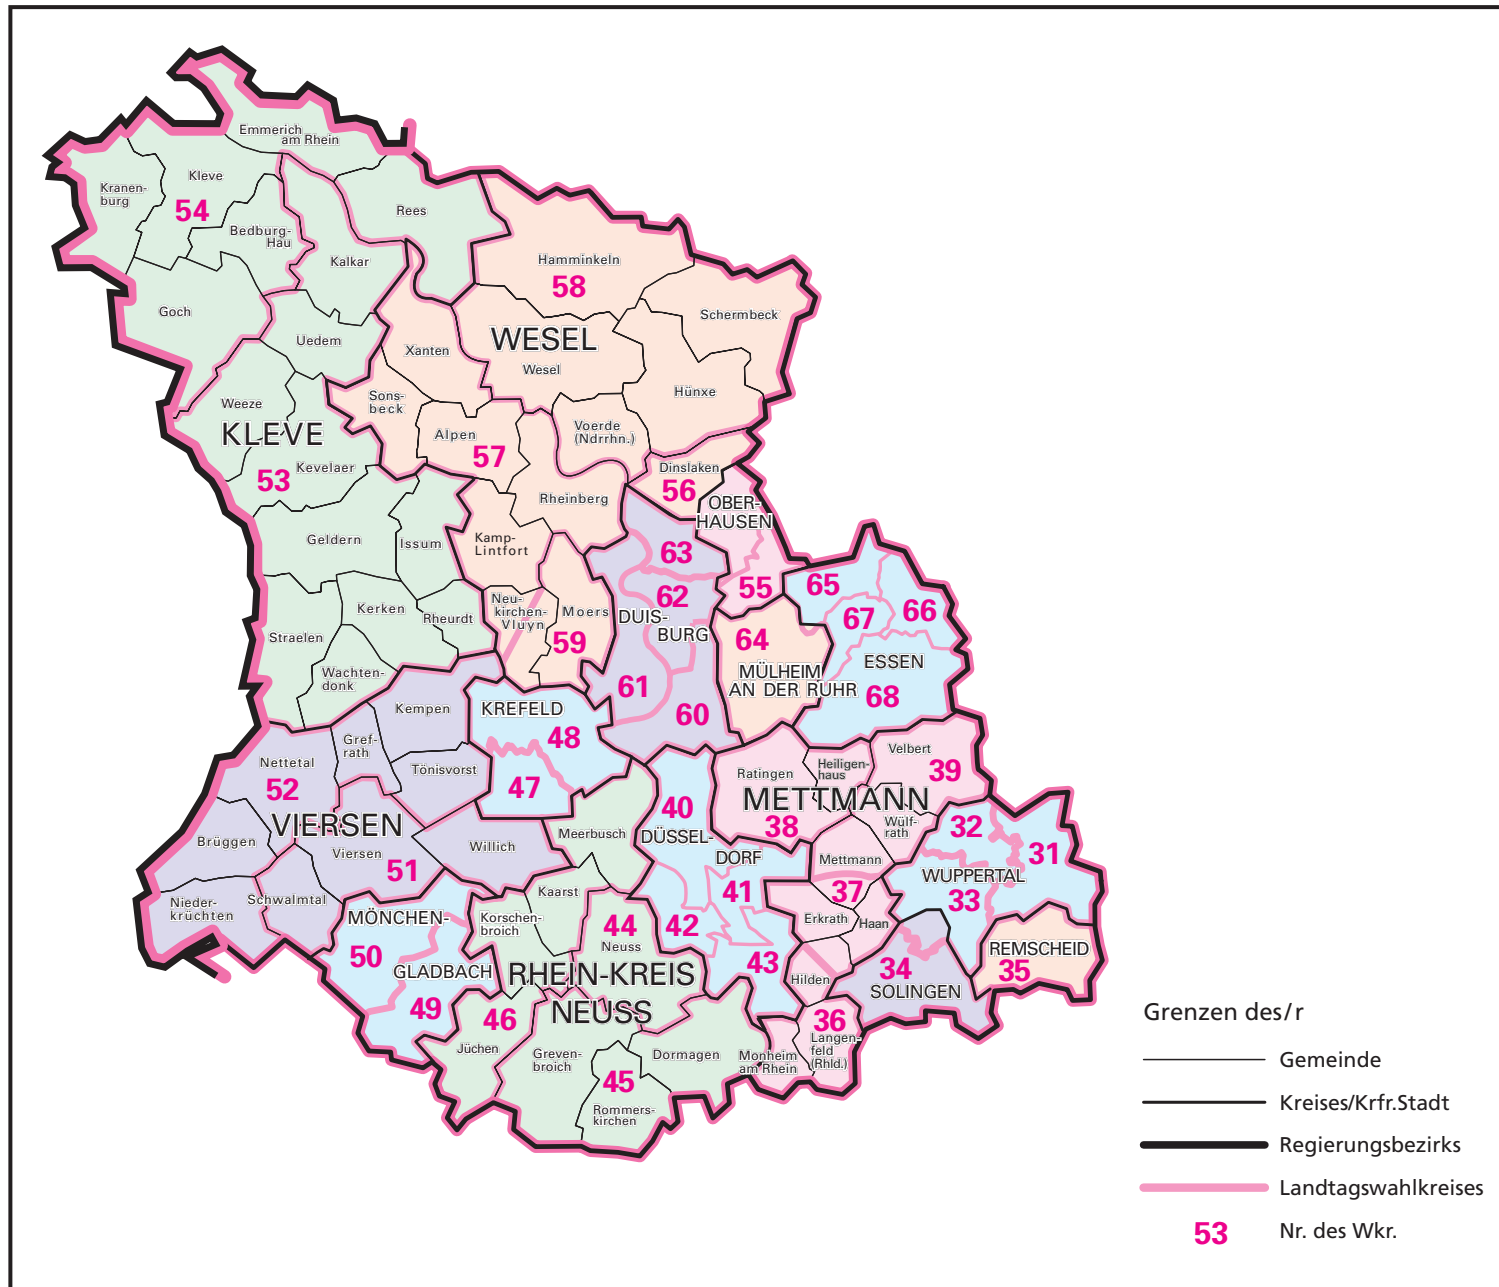 Emmerich
am Rhein
Kleve
Kranen-
burg
54
Rees
Bedburg-
Hau
Kalkar
Hamminkeln
58
Goch
Schermbeck
Uedem
Xanten
WESEL
Wesel
Sons-
beck
Hünxe
Weeze
KLEVE
Alpen
57
Voerde
(Ndrrhn.)
53
Kevelaer
Dinslaken
56
Rheinberg
OBER-
HAUSEN
Geldern
Issum
Kamp-
Lintfort
63
55
65
Neu-
kirchen-
Vluyn
Moers
62
67
66
Kerken
Rheurdt
DUIS-
BURG
59
64
Straelen
ESSEN
Wachten-
donk
MÜLHEIM
AN DER RUHR
61
68
Kempen
KREFELD
48
60
Gref-
rath
Nettetal
Tönisvorst
52
47
Velbert
Heiligen-
haus
Ratingen
39
METTMANN
40
38
Wülf-
rath
32
VIERSEN
Brüggen
Viersen
51
Willich
Meerbusch
DÜSSEL-
DORF
Mettmann
31
WUPPERTAL
33
Nieder-
krüchten
Schwalmtal
Kaarst
41
37
MÖNCHEN-
GLADBACH
Korschen-
broich
44
Neuss
42
Erkrath
Haan
50
REMSCHEID
35
RHEIN-KREIS
NEUSS
43
Hilden
34
SOLINGEN
49
46
36
Langen-
feld
(Rhld.)
Jüchen
Greven-
broich
Dormagen
Monheim
am Rhein
45
Rommers-
kirchen
Grenzen des/r
Gemeinde
Kreises/Krfr.Stadt
Regierungsbezirks
Landtagswahlkreises
53 Nr. des Wkr.